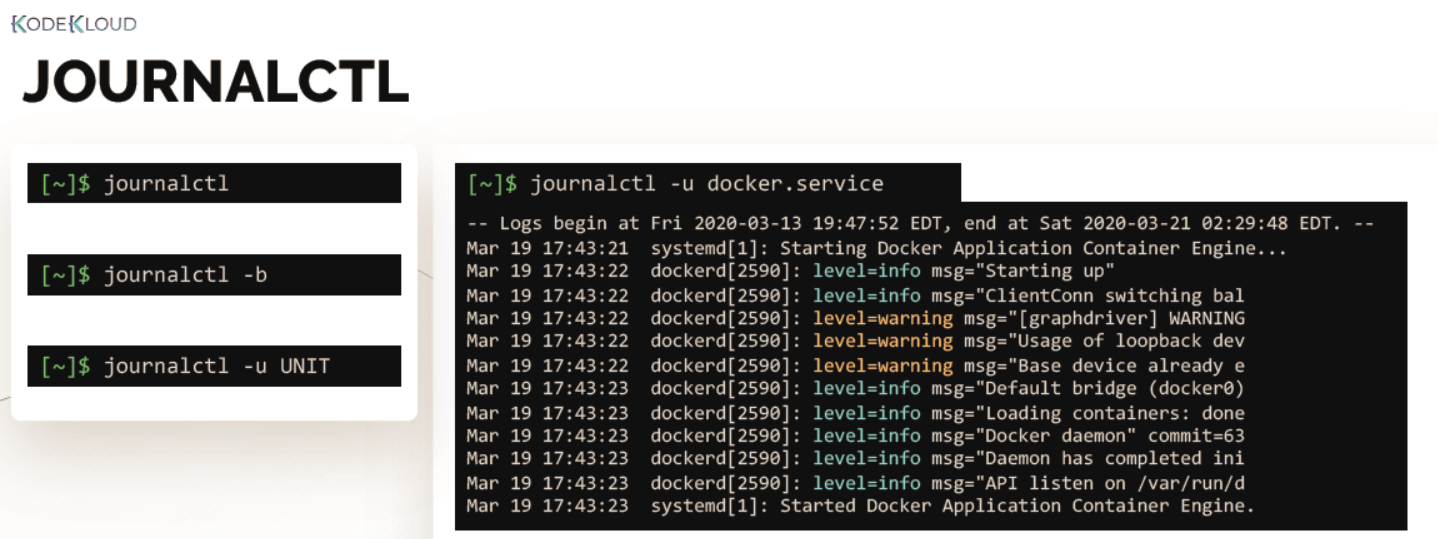 KODEKLOUD
JOURNALCTL
[~]$ journalctl
[~]$ journalctl -b
[~]$ journalctl -u UNIT
[~]$ journalctl -u docker.service
-- Logs begin at Fri 2020-03-13 19:47:52 EDT, end at Sat 2020-03-21 02:29:48 EDT. --
Mar 19 17:43:21  systemd[1]: Starting Docker Application Container Engine...
Mar 19 17:43:22  dockerd[2590]: level=info msg="Starting up"
Mar 19 17:43:22  dockerd[2590]: level=info msg="ClientConn switching bal
Mar 19 17:43:22  dockerd[2590]: level=warning msg="[graphdriver] WARNING
Mar 19 17:43:22  dockerd[2590]: level=warning msg="Usage of loopback dev
Mar 19 17:43:22  dockerd[2590]: level=warning msg="Base device already e
Mar 19 17:43:23  dockerd[2590]: level=info msg="Default bridge (docker0)
Mar 19 17:43:23  dockerd[2590]: level=info msg="Loading containers: done
Mar 19 17:43:23  dockerd[2590]: level=info msg="Docker daemon" commit=63
Mar 19 17:43:23  dockerd[2590]: level=info msg="Daemon has completed ini
Mar 19 17:43:23  dockerd[2590]: level=info msg="API listen on /var/run/d
Mar 19 17:43:23  systemd[1]: Started Docker Application Container Engine.